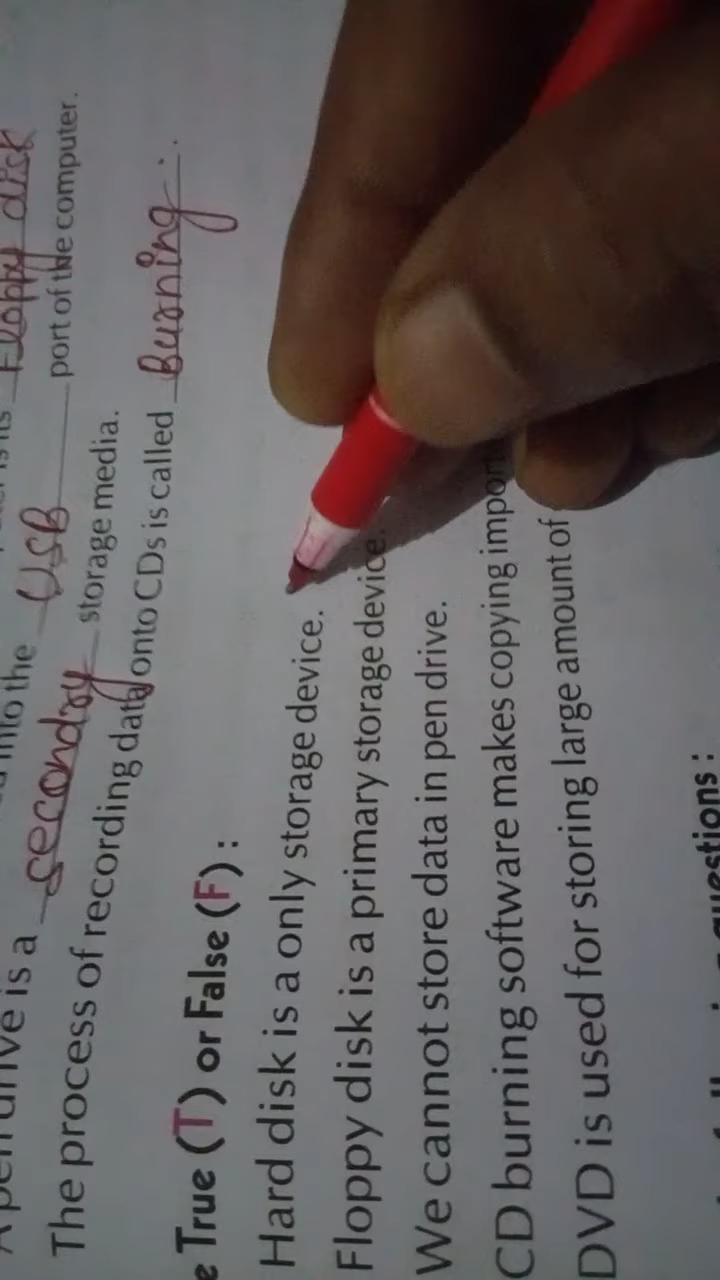 Floppy disk
into the USB port of the computer.
A pen drive is a secondry storage media.
The process of recording data onto CDs is called Burning.
e True (T) or False (F) :
Hard disk is a only storage device.
Floppy disk is a primary storage device.
We cannot store data in pen drive.
CD burning software makes copying impor
DVD is used for storing large amount of
questions :